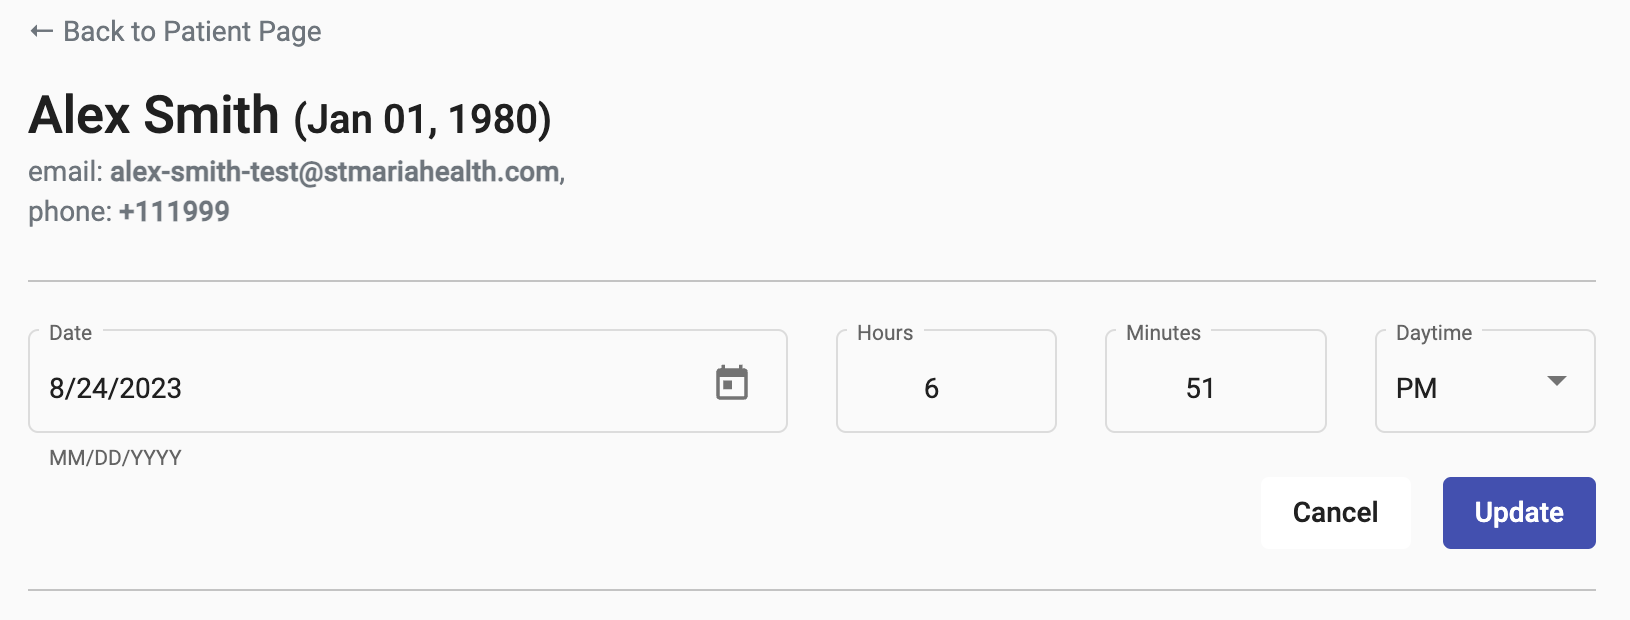 ← Back to Patient Page
Alex Smith (Jan 01, 1980)
email: alex-smith-test@stmariahealth.com,
phone: +111999
Date Hours Minutes Daytime
8/24/2023 6 51 PM
MM/DD/YYYY
Cancel Update